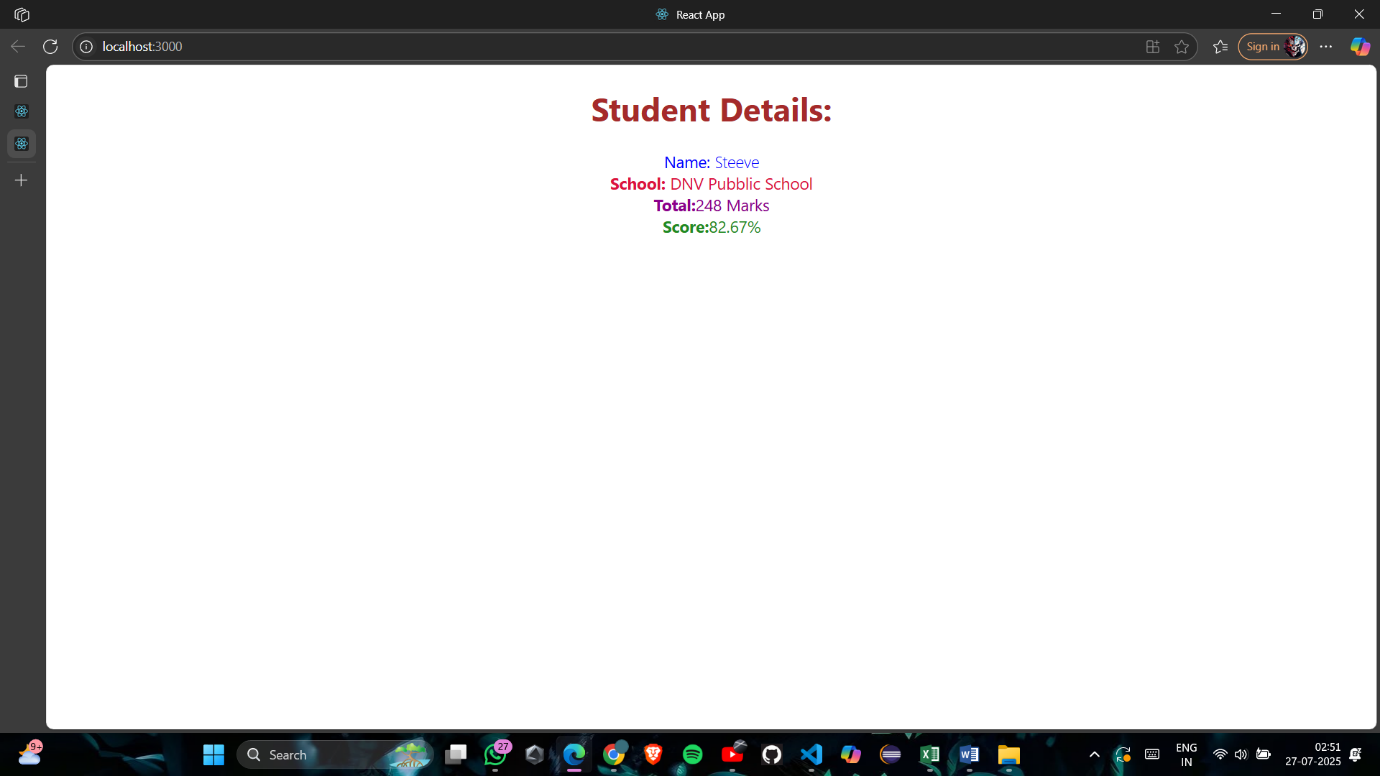 React App
localhost:3000
Sign in
Student Details:
Name: Steeve
School: DNV Pubblic School
Total:248 Marks
Score:82.67%
9+
Search
27
ENG
IN
02:51
27-07-2025